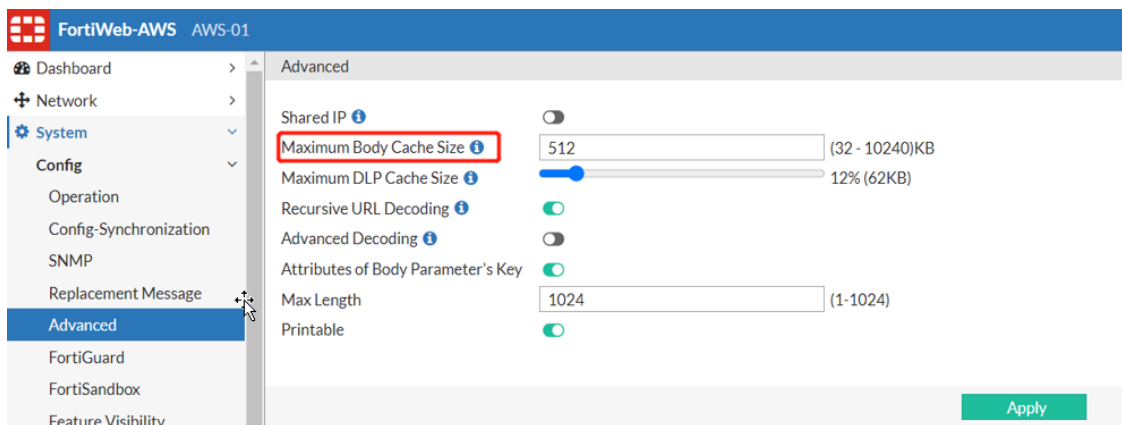 FortiWeb-AWS AWS-01
Dashboard
Network
System
Config
Operation
Config-Synchronization
SNMP
Replacement Message
Advanced
FortiGuard
FortiSandbox
Feature Visibility
Advanced
Shared IP
Maximum Body Cache Size 512 (32 - 10240)KB
Maximum DLP Cache Size 12% (62KB)
Recursive URL Decoding
Advanced Decoding
Attributes of Body Parameter's Key
Max Length 1024 (1-1024)
Printable
Apply